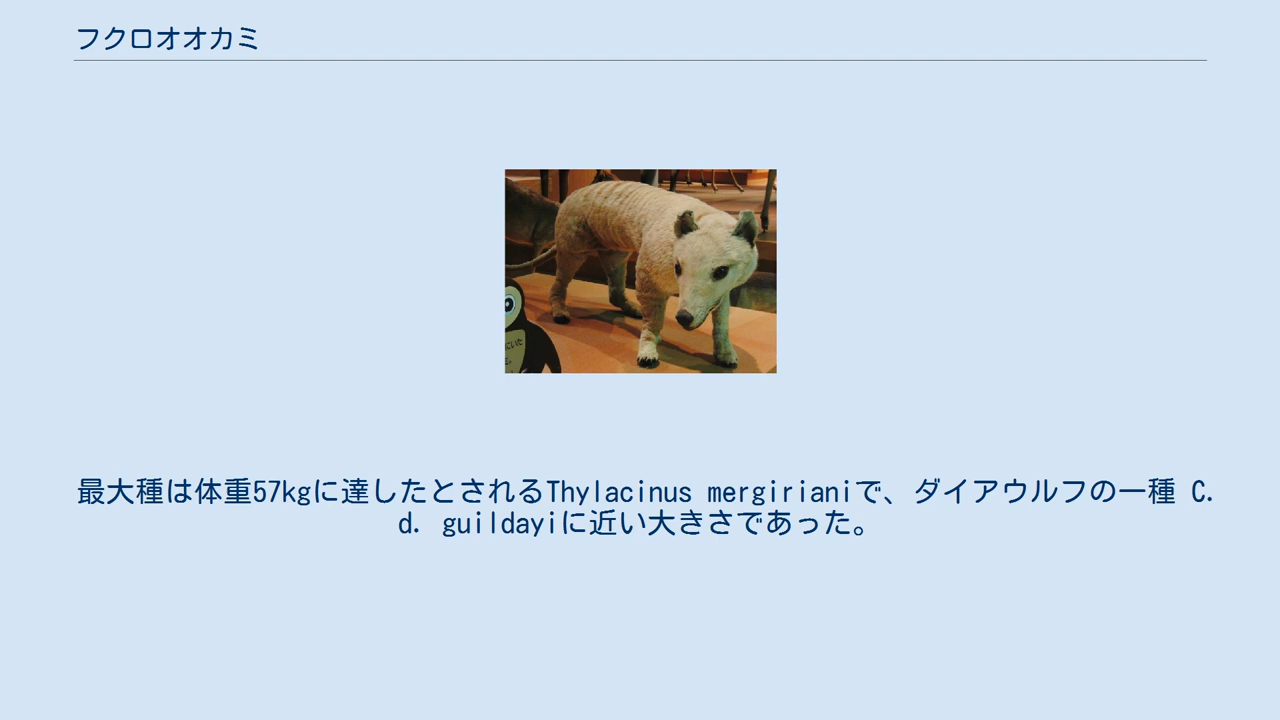 フクロオオカミ
にいた
最大種は体重57kgに達したとされるThylacinus mergirianiで、ダイアウルフの一種 C.
d. guildayiに近い大きさであった。